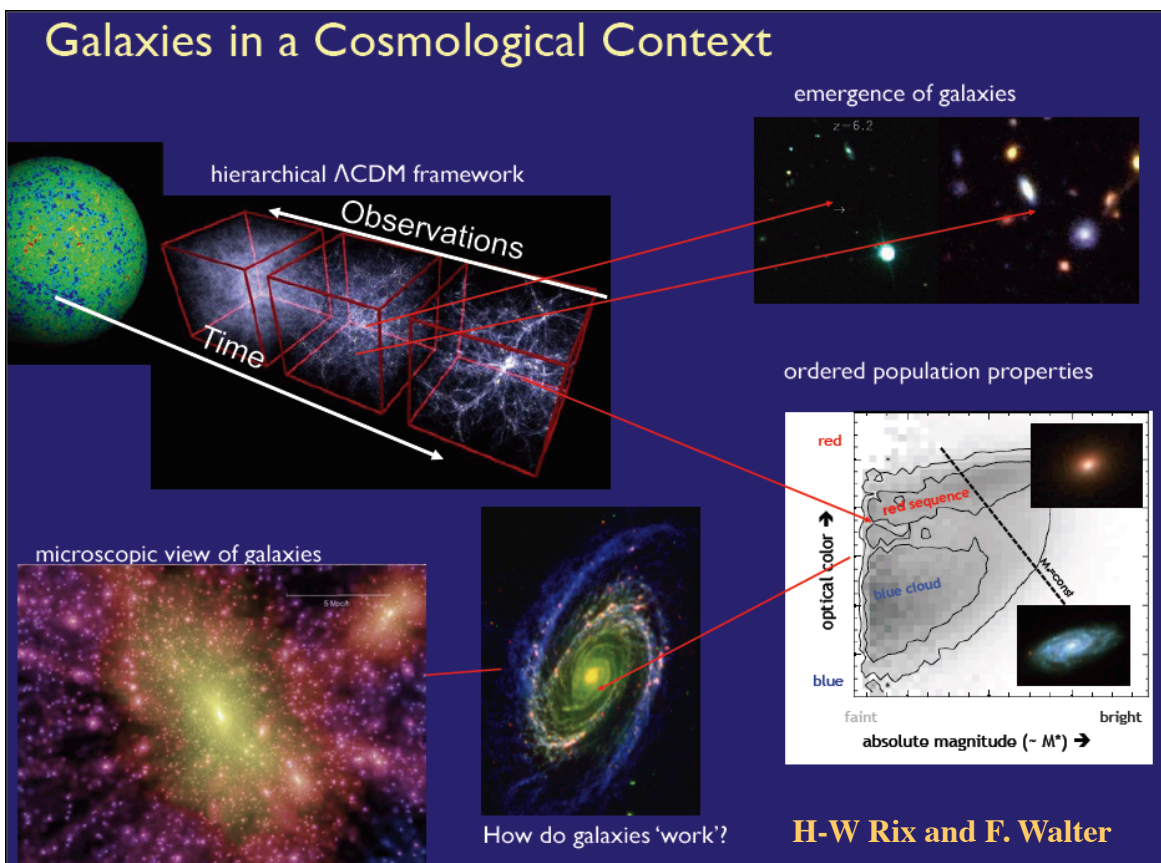 Galaxies in a Cosmological Context
emergence of galaxies
z=6.2
hierarchical ΛCDM framework
Observations
Time
ordered population properties
red
red sequence
optical color →
blue cloud
M*=const
blue
faint
bright
absolute magnitude (~ M*) →
microscopic view of galaxies
5 Mpc/h
How do galaxies ‘work’?
H-W Rix and F. Walter